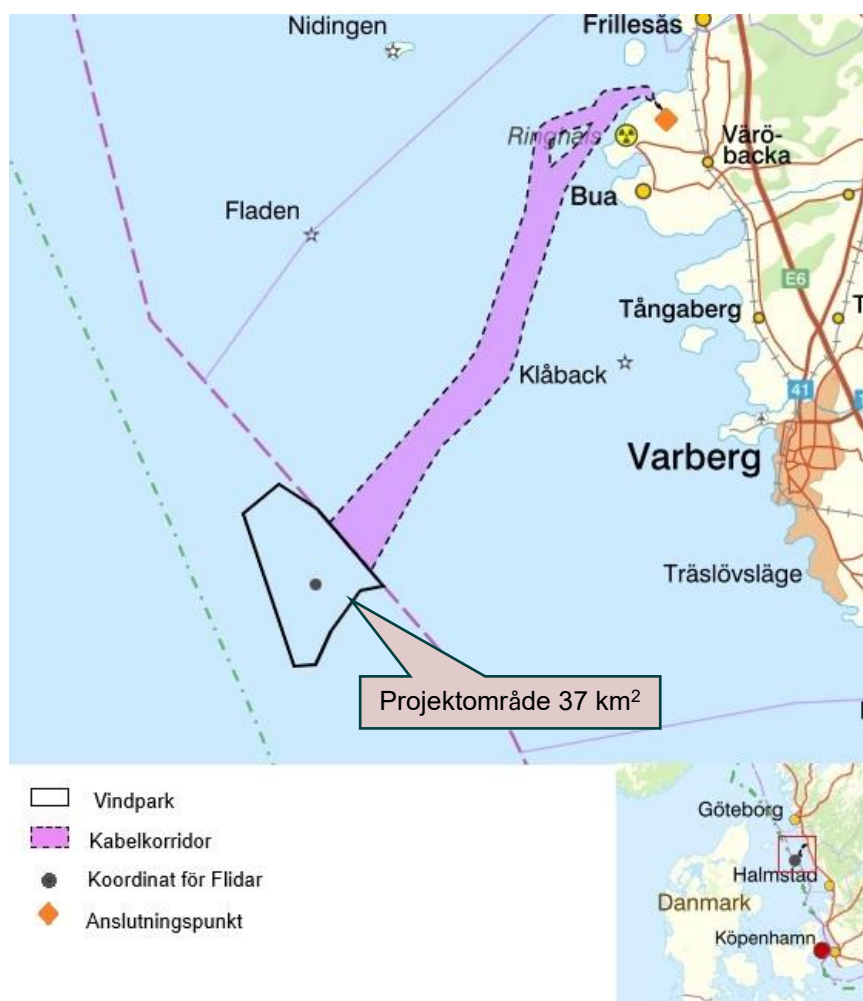 Nidingen
Frillesås
Ringhals
Värö-
backa
Bua
Fladen
E6
Tångaberg
T
Klåback
41
1
Varberg
Träslövsläge
Projektområde 37 km²
Vindpark
Kabelkorridor
Koordinat för Flidar
Anslutningspunkt
Göteborg
Halmstad
Danmark
Köpenhamn